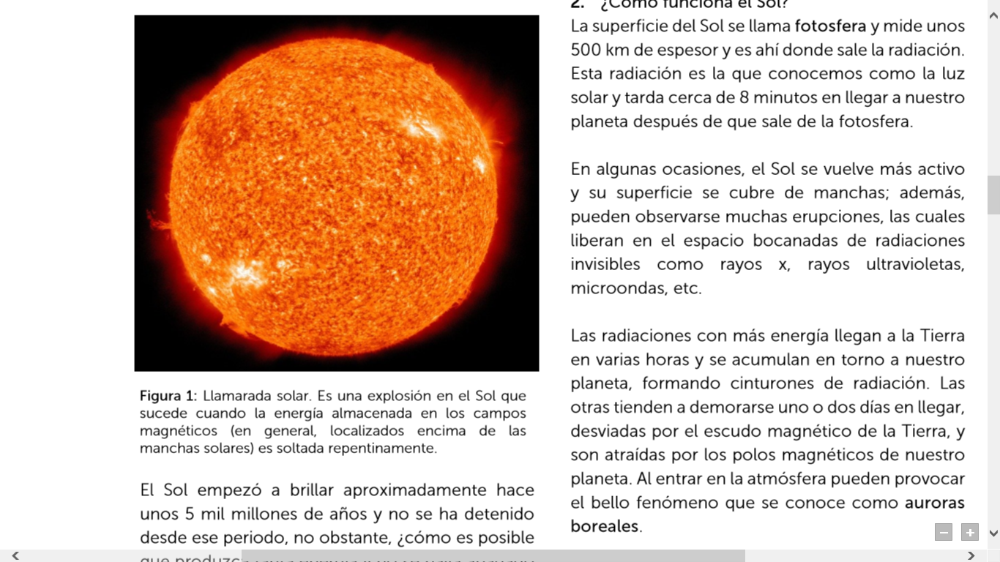 Figura 1: Llamarada solar. Es una explosión en el Sol que
sucede cuando la energía almacenada en los campos
magnéticos (en general, localizados encima de las
manchas solares) es soltada repentinamente.
El Sol empezó a brillar aproximadamente hace
unos 5 mil millones de años y no se ha detenido
desde ese periodo, no obstante, ¿cómo es posible
que
2. ¿Cómo funciona el Sol?
La superficie del Sol se llama fotosfera y mide unos
500 km de espesor y es ahí donde sale la radiación.
Esta radiación es la que conocemos como la luz
solar y tarda cerca de 8 minutos en llegar a nuestro
planeta después de que sale de la fotosfera.
En algunas ocasiones, el Sol se vuelve más activo
y su superficie se cubre de manchas; además,
pueden observarse muchas erupciones, las cuales
liberan en el espacio bocanadas de radiaciones
invisibles como rayos x, rayos ultravioletas,
microondas, etc.
Las radiaciones con más energía llegan a la Tierra
en varias horas y se acumulan en torno a nuestro
planeta, formando cinturones de radiación. Las
otras tienden a demorarse uno o dos días en llegar,
desviadas por el escudo magnético de la Tierra, y
son atraídas por los polos magnéticos de nuestro
planeta. Al entrar en la atmósfera pueden provocar
el bello fenómeno que se conoce como auroras
boreales.